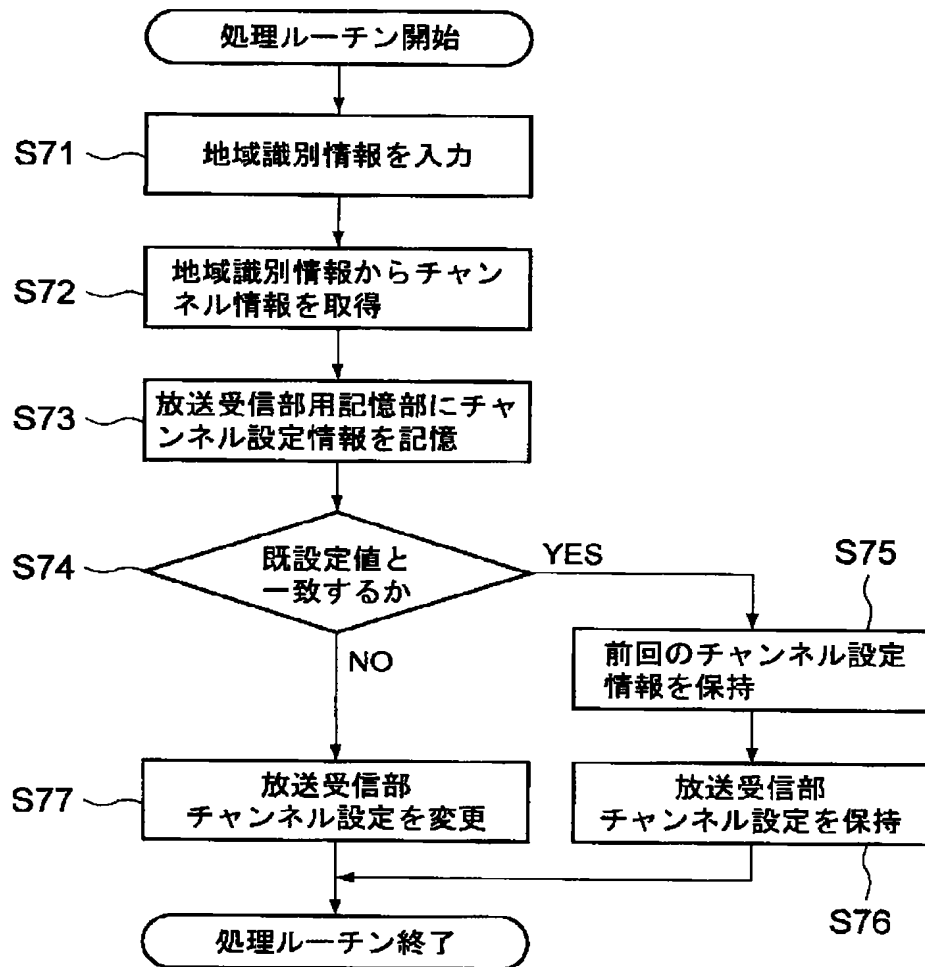 処理ルーチン開始
S71
地域識別情報を入力
S72
地域識別情報からチャン
ネル情報を取得
S73
放送受信部用記憶部にチャ
ンネル設定情報を記憶
S74
既設定値と
一致するか
YES
NO
S75
前回のチャンネル設定
情報を保持
S77
放送受信部
チャンネル設定を変更
放送受信部
チャンネル設定を保持
S76
処理ルーチン終了